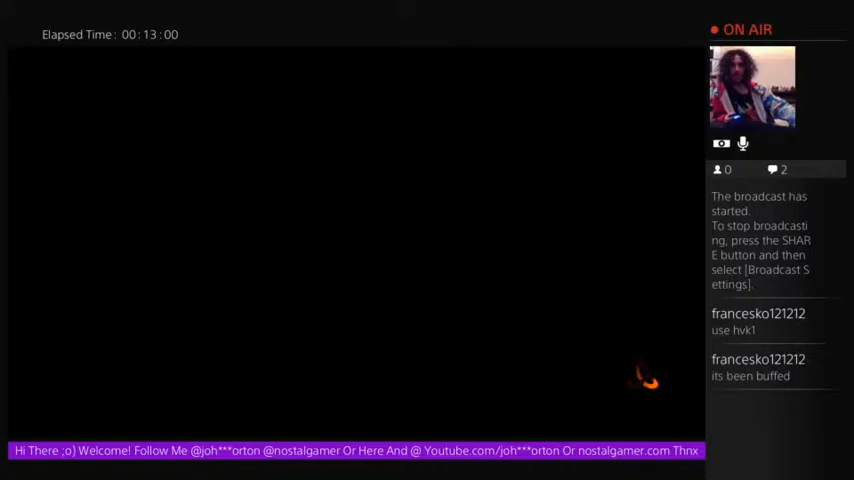 Elapsed Time: 00:13:00
ON AIR
0
2
The broadcast has
started.
To stop broadcasti
ng, press the SHAR
E button and then
select [Broadcast S
ettings].
francesko121212
use hvk1
francesko121212
its been buffed
Hi There ;o) Welcome! Follow Me @joh***orton @nostalgamer Or Here And @ Youtube.com/joh***orton Or nostalgamer.com Thnx